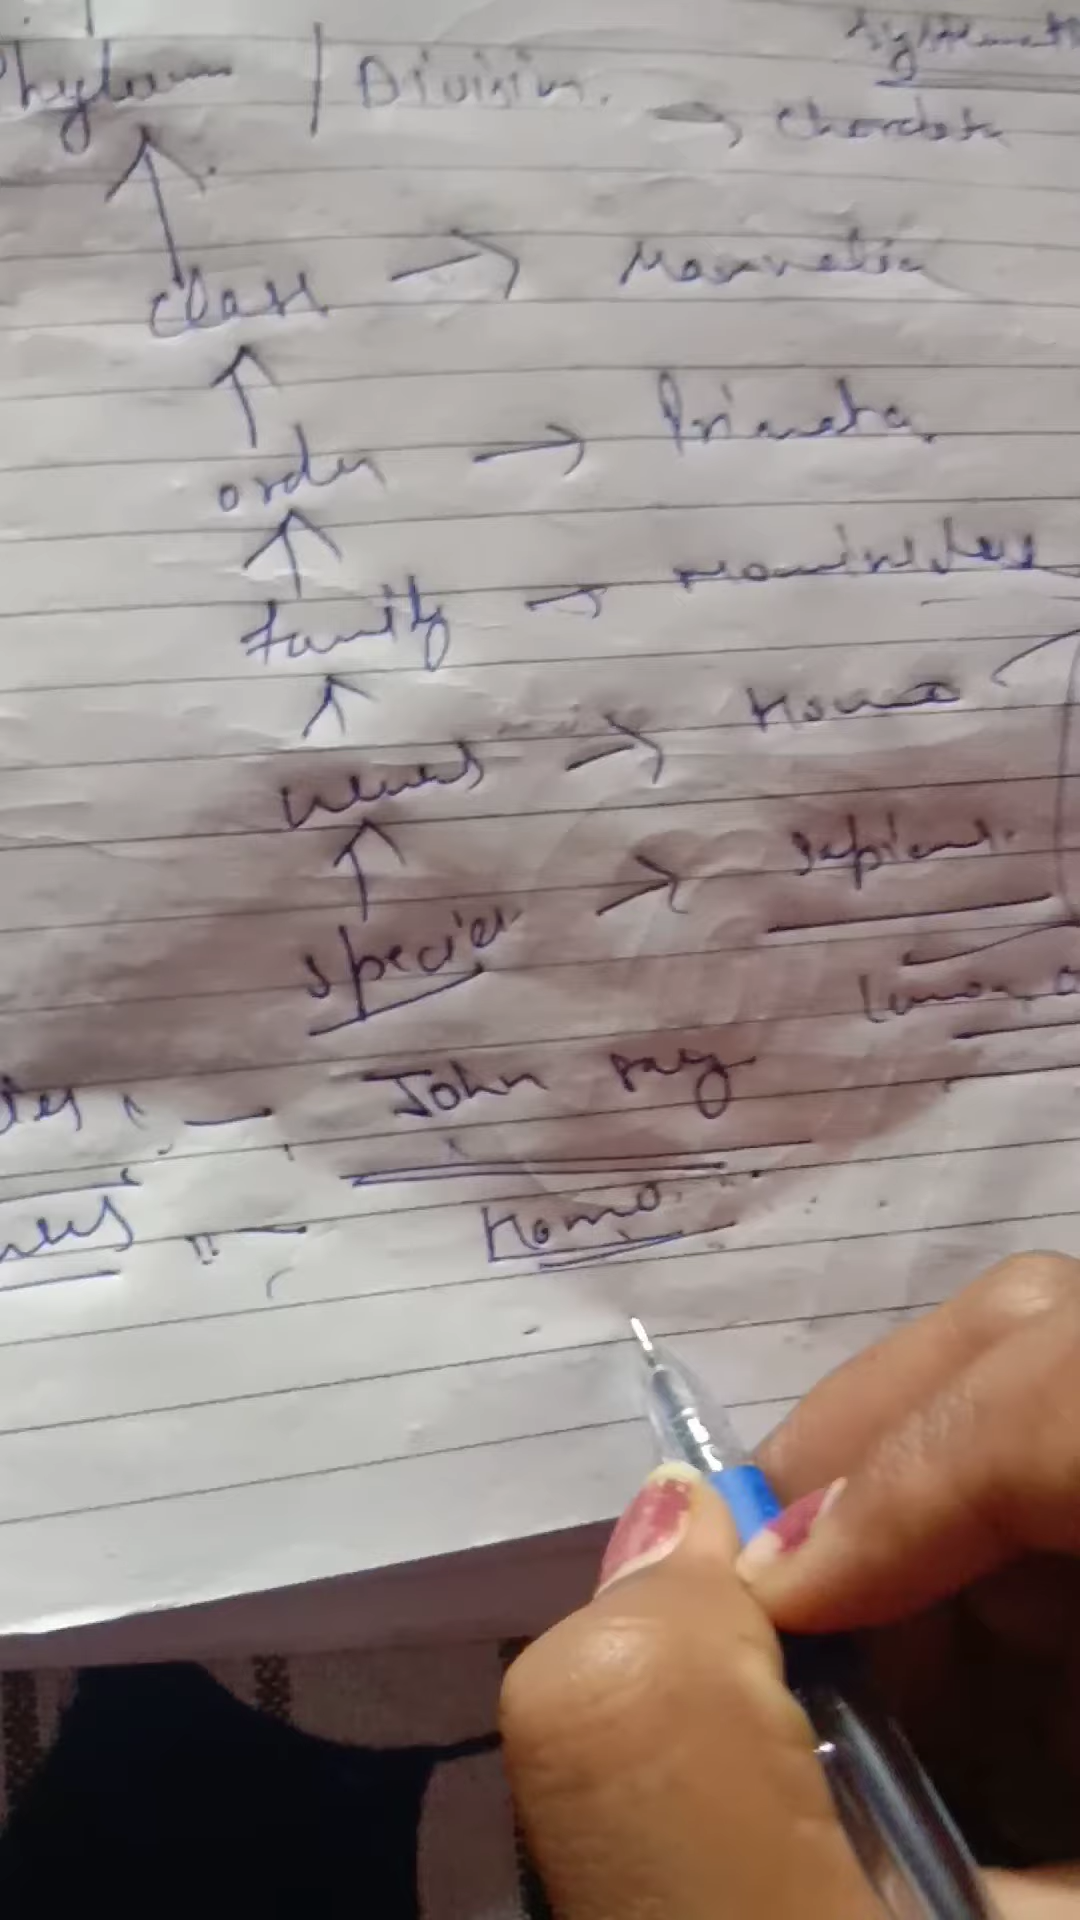 Phylum / Division. → Chordata
Class → Mammalia
order → Primata
family → Hominidae
Genus → Homo
species → sapiens.
John Ray
Homo.